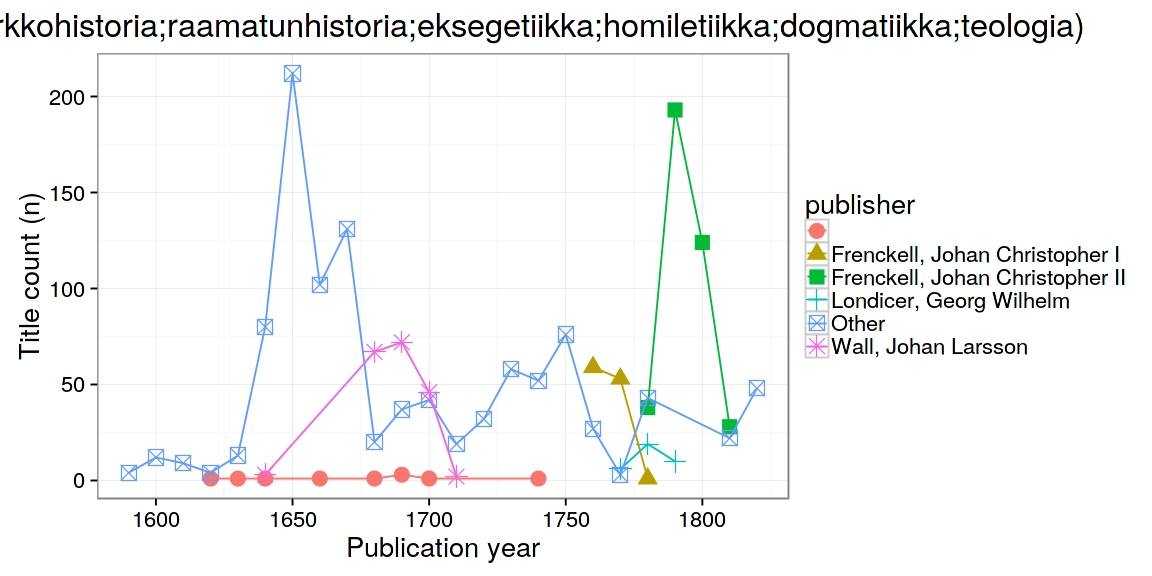 rkkohistoria;raamatunhistoria;eksegetiikka;homiletiikka;dogmatiikka;teologia)
200
150
100
50
0
Title count (n)
1600 1650 1700 1750 1800
Publication year
publisher
Frenckell, Johan Christopher I
Frenckell, Johan Christopher II
Londicer, Georg Wilhelm
Other
Wall, Johan Larsson